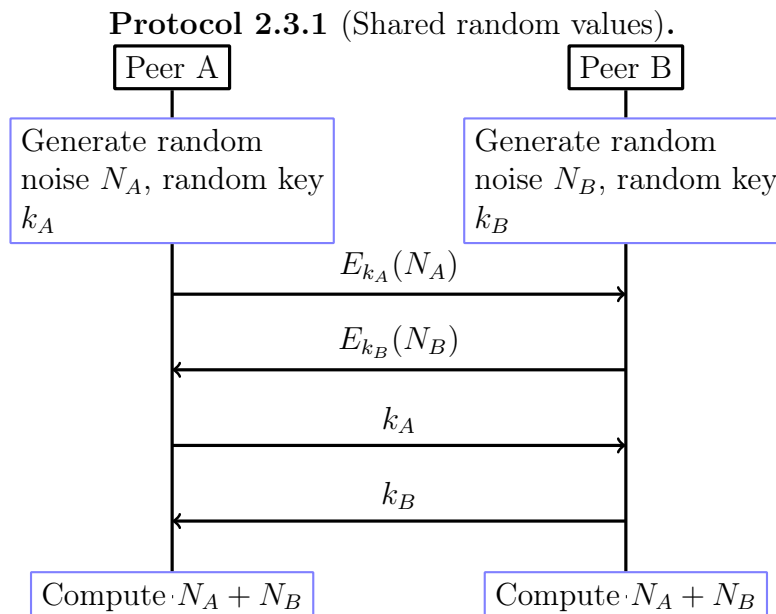 Protocol 2.3.1 (Shared random values).
Peer A
Peer B
Generate random
noise N_A, random key
k_A
Generate random
noise N_B, random key
k_B
E_{k_A}(N_A)
E_{k_B}(N_B)
k_A
k_B
Compute N_A + N_B
Compute N_A + N_B